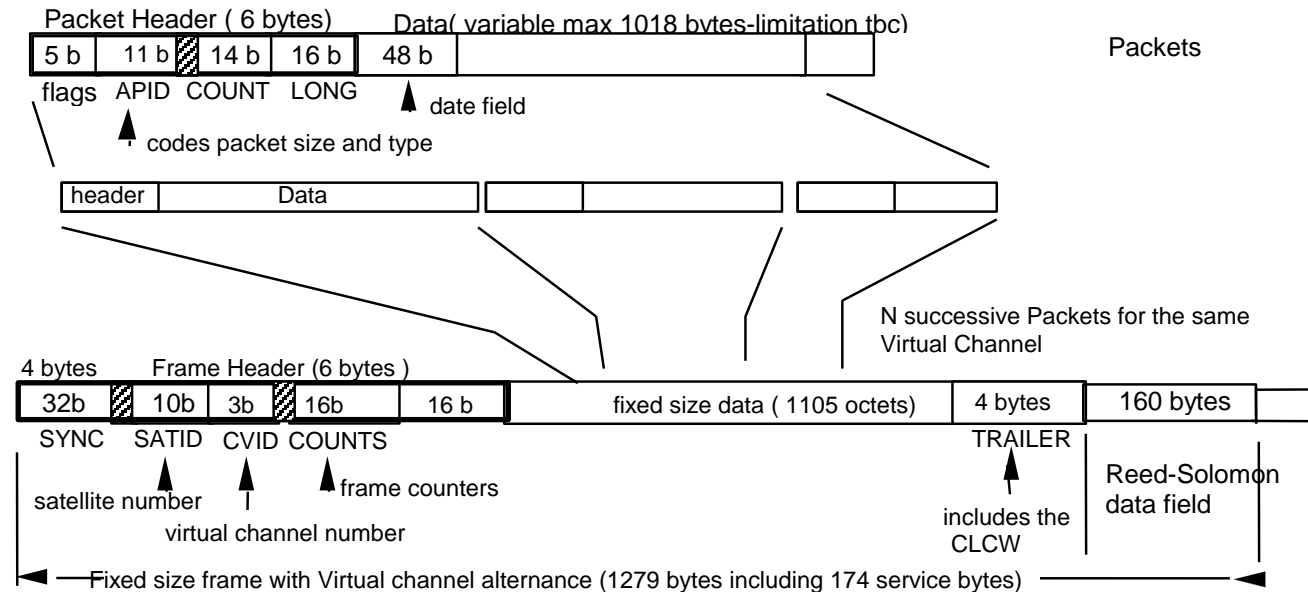 Packet Header ( 6 bytes)
Data( variable max 1018 bytes-limitation tbc)
Packets
5 b 11 b 14 b 16 b 48 b
flags APID COUNT LONG
date field
codes packet size and type
header Data
N successive Packets for the same
Virtual Channel
4 bytes Frame Header (6 bytes )
32b 10b 3b 16b 16 b fixed size data ( 1105 octets) 4 bytes 160 bytes
SYNC SATID CVID COUNTS TRAILER
satellite number
frame counters
virtual channel number
includes the
CLCW
Reed-Solomon
data field
Fixed size frame with Virtual channel alternance (1279 bytes including 174 service bytes)